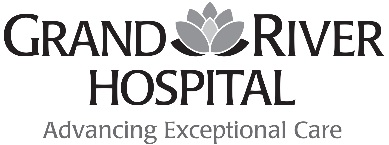 GRAND RIVER
HOSPITAL
Advancing Exceptional Care